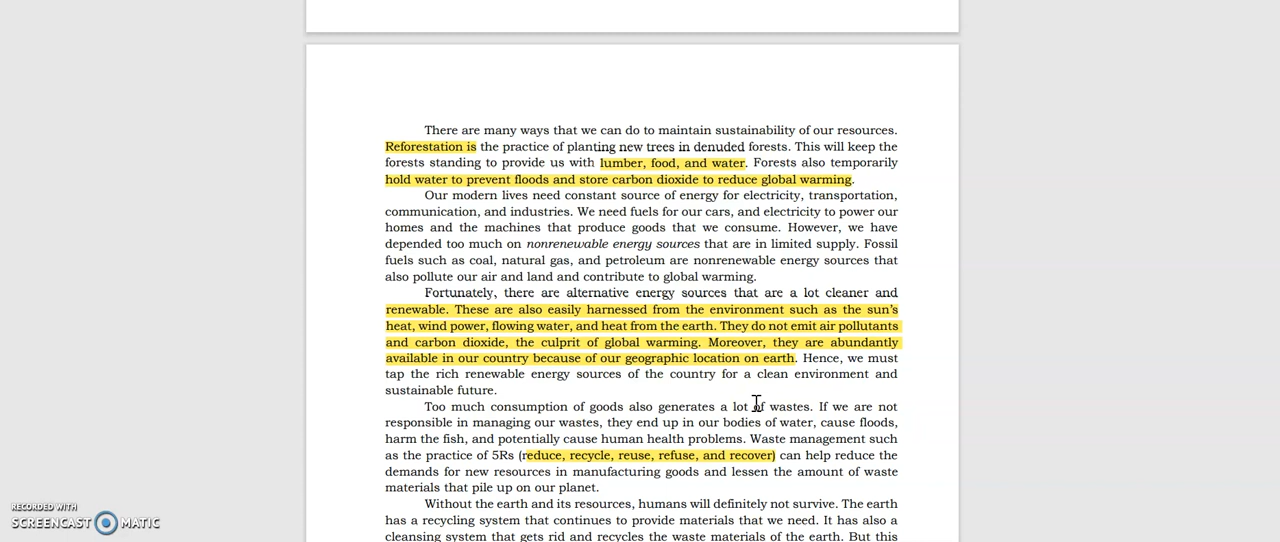 There are many ways that we can do to maintain sustainability of our resources.
Reforestation is the practice of planting new trees in denuded forests. This will keep the
forests standing to provide us with lumber, food, and water. Forests also temporarily
hold water to prevent floods and store carbon dioxide to reduce global warming.
Our modern lives need constant source of energy for electricity, transportation,
communication, and industries. We need fuels for our cars, and electricity to power our
homes and the machines that produce goods that we consume. However, we have
depended too much on nonrenewable energy sources that are in limited supply. Fossil
fuels such as coal, natural gas, and petroleum are nonrenewable energy sources that
also pollute our air and land and contribute to global warming.
Fortunately, there are alternative energy sources that are a lot cleaner and
renewable. These are also easily harnessed from the environment such as the sun's
heat, wind power, flowing water, and heat from the earth. They do not emit air pollutants
and carbon dioxide, the culprit of global warming. Moreover, they are abundantly
available in our country because of our geographic location on earth. Hence, we must
tap the rich renewable energy sources of the country for a clean environment and
sustainable future.
Too much consumption of goods also generates a lot of wastes. If we are not
responsible in managing our wastes, they end up in our bodies of water, cause floods,
harm the fish, and potentially cause human health problems. Waste management such
as the practice of 5Rs (reduce, recycle, reuse, refuse, and recover) can help reduce the
demands for new resources in manufacturing goods and lessen the amount of waste
materials that pile up on our planet.
Without the earth and its resources, humans will definitely not survive. The earth
has a recycling system that continues to provide materials that we need. It has also a
cleansing system that gets rid and recycles the waste materials of the earth. But this
RECORDED WITH
SCREENCAST MATIC